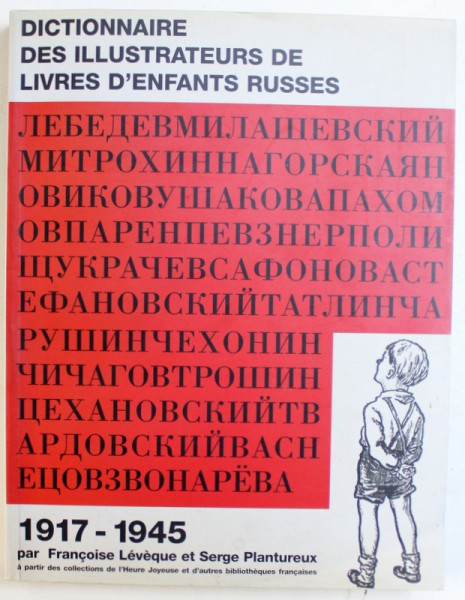 DICTIONNAIRE
DES ILLUSTRATEURS DE
LIVRES D'ENFANTS RUSSES
ЛЕБЕДЕВМИЛАШЕВСКИЙ
МИТРОХИННАГОРСКАЯН
ОВИКОВУШАКОВАПАХОМ
ОВПАРЕНПЕВЗНЕРПОЛИ
ЩУКРАЧЕВСАФОНОВАСТ
ЕФАНОВСКИЙТАТЛИНЧА
РУШИНЧЕХОНИН
ЧИЧАГОВТРОШИН
ЦЕХАНОВСКИЙТВ
АРДОВСКИЙВАСН
ЕЦОВЗВОНАРЁВА
1917 - 1945
par Françoise Lévèque et Serge Plantureux
à partir des collections de l'Heure Joyeuse et d'autres bibliothèques françaises